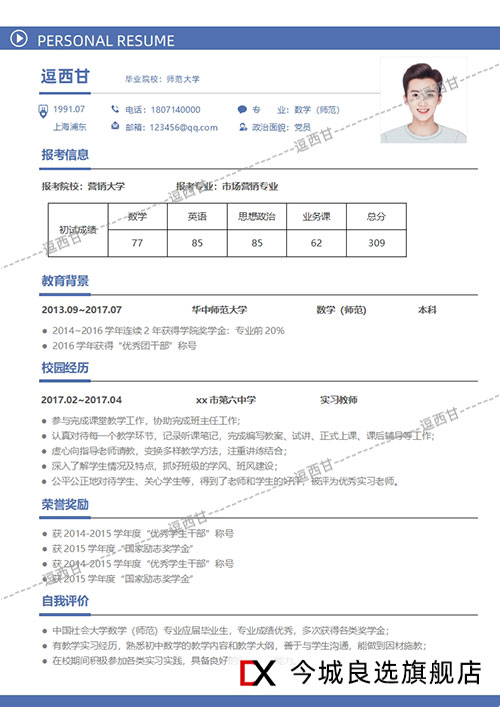 PERSONAL RESUME
逗西甘 毕业院校：师范大学
1991.07 电话：1807140000 专 业：数学（师范）
上海浦东 邮箱：123456@qq.com 政治面貌：党员
报考信息
报考院校：营销大学 报考专业：市场营销专业
初试成绩 数学 英语 思想政治 业务课 总分
77 85 85 62 309
教育背景
2013.09~2017.07 华中师范大学 数学（师范） 本科
2014~2016 学年连续 2 年获得学院奖学金：专业前 20%
2016 学年获得“优秀团干部”称号
校园经历
2017.02~2017.04 xx 市第六中学 实习教师
参与完成课堂教学工作，协助完成班主任工作；
认真对待每一个教学环节，记录听课笔记，完成编写教案、试讲、正式上课、课后辅导等工作；
虚心向指导老师请教，变换多样教学方法，注重讲练结合；
深入了解学生情况及特点，抓好班级的学风、班风建设；
公平公正地对待学生、关心学生等，得到了老师和学生的好评，被评为优秀实习老师。
荣誉奖励
获 2014-2015 学年度“优秀学生干部”称号
获 2015 学年度“国家励志奖学金”
获 2014-2015 学年度“优秀学生干部”称号
获 2015 学年度“国家励志奖学金”
自我评价
中国社会大学数学（师范）专业应届毕业生，专业成绩优秀，多次获得各类奖学金；
有教学实习经历，熟悉初中数学的教学内容和教学大纲，善于与学生沟通，能做到因材施教；
在校期间积极参加各类实习实践，具备良好
今城良选旗舰店
逗西甘
逗西甘
逗西甘
逗西甘
逗西甘
逗西甘